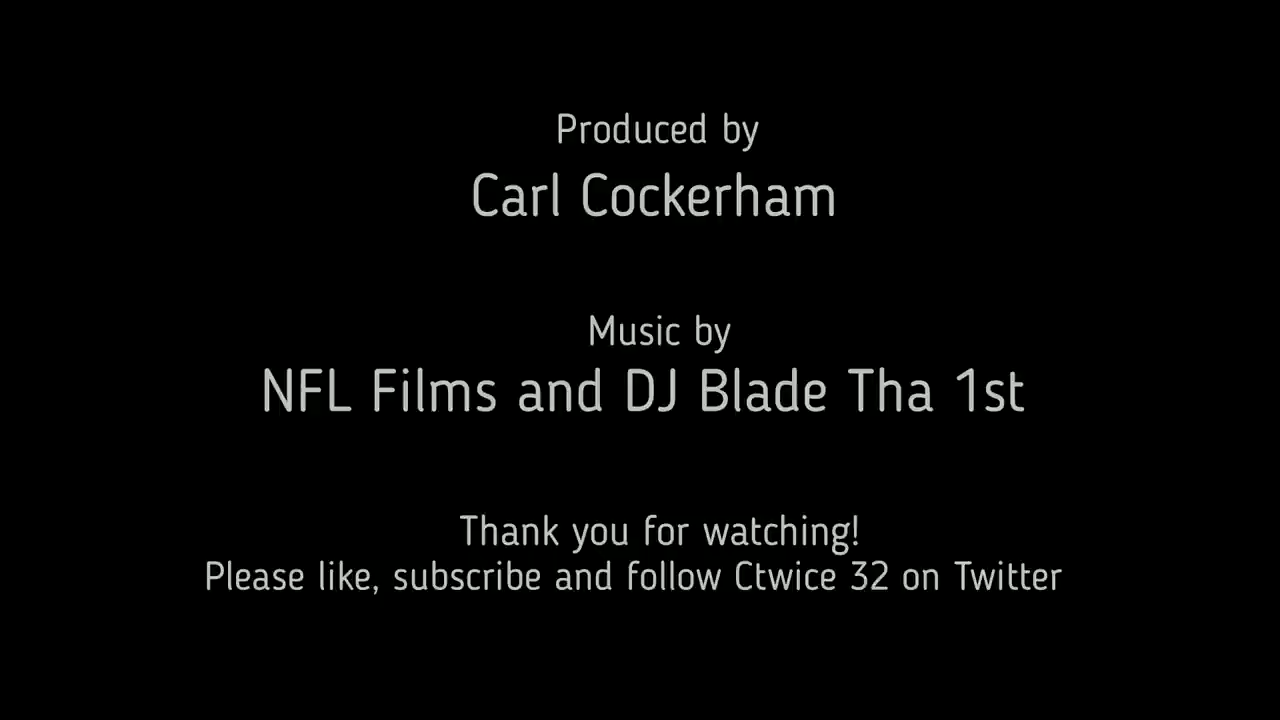 Produced by
Carl Cockerham
Music by
NFL Films and DJ Blade Tha 1st
Thank you for watching!
Please like, subscribe and follow Ctwice 32 on Twitter